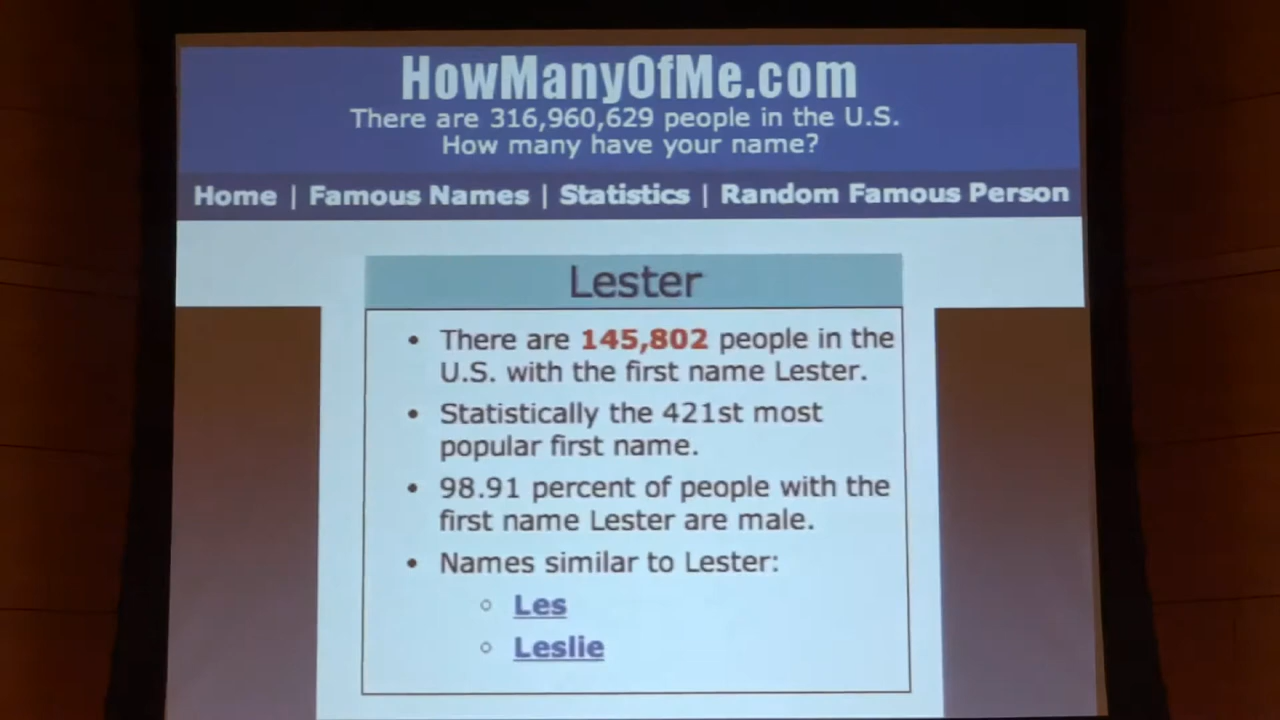 HowManyOfMe.com
There are 316,960,629 people in the U.S.
How many have your name?
Home | Famous Names | Statistics | Random Famous Person
Lester
• There are 145,802 people in the
U.S. with the first name Lester.
• Statistically the 421st most
popular first name.
• 98.91 percent of people with the
first name Lester are male.
• Names similar to Lester:
○ Les
○ Leslie